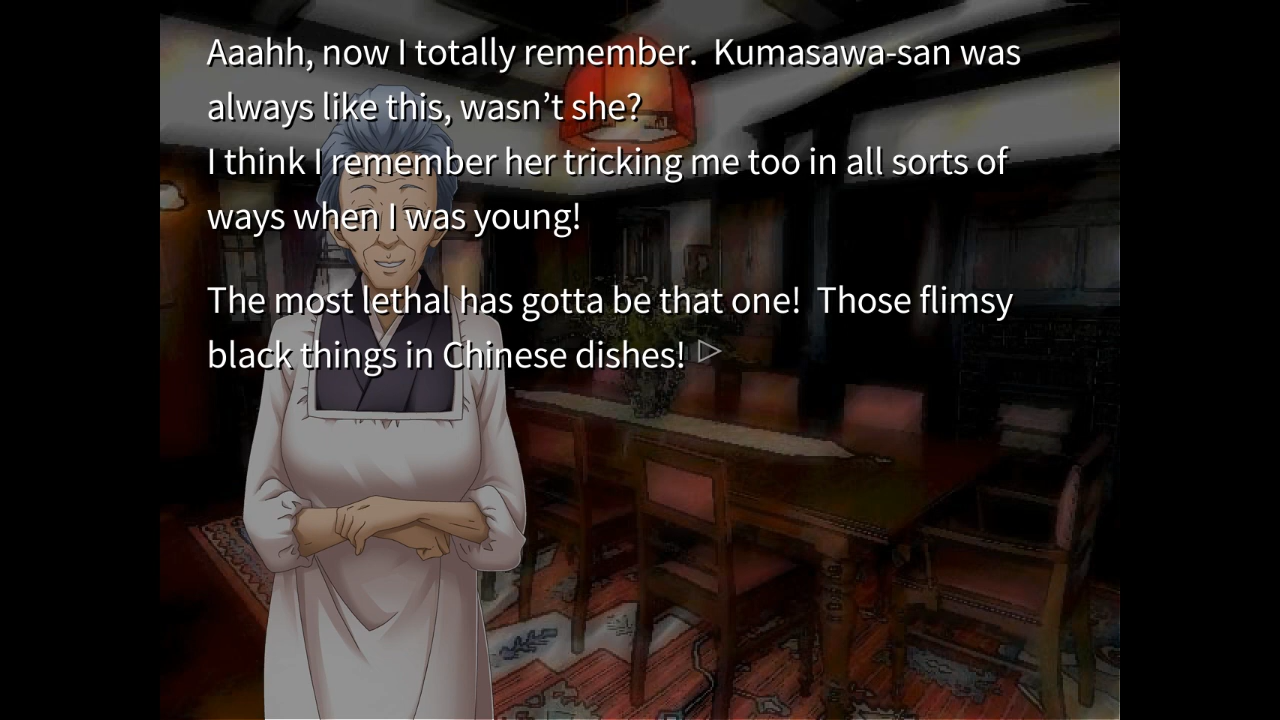 Aaahh, now I totally remember.  Kumasawa-san was
always like this, wasn’t she?
I think I remember her tricking me too in all sorts of
ways when I was young!
The most lethal has gotta be that one!  Those flimsy
black things in Chinese dishes!